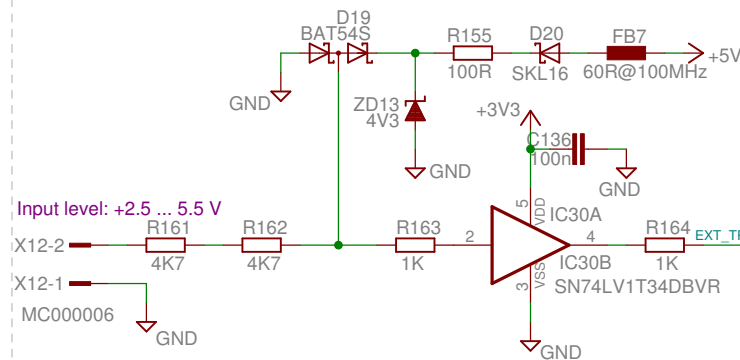 D19
BAT54S
R155
100R
D20
SKL16
FB7
60R@100MHz
+5V
GND
ZD13
4V3
GND
+3V3
C136
100n
GND
Input level: +2.5 ... 5.5 V
X12-2
R161
4K7
R162
4K7
R163
1K
2
5
VDD
IC30A
4
R164
1K
EXT_TR
IC30B
3
VSS
SN74LV1T34DBVR
X12-1
MC000006
GND
GND